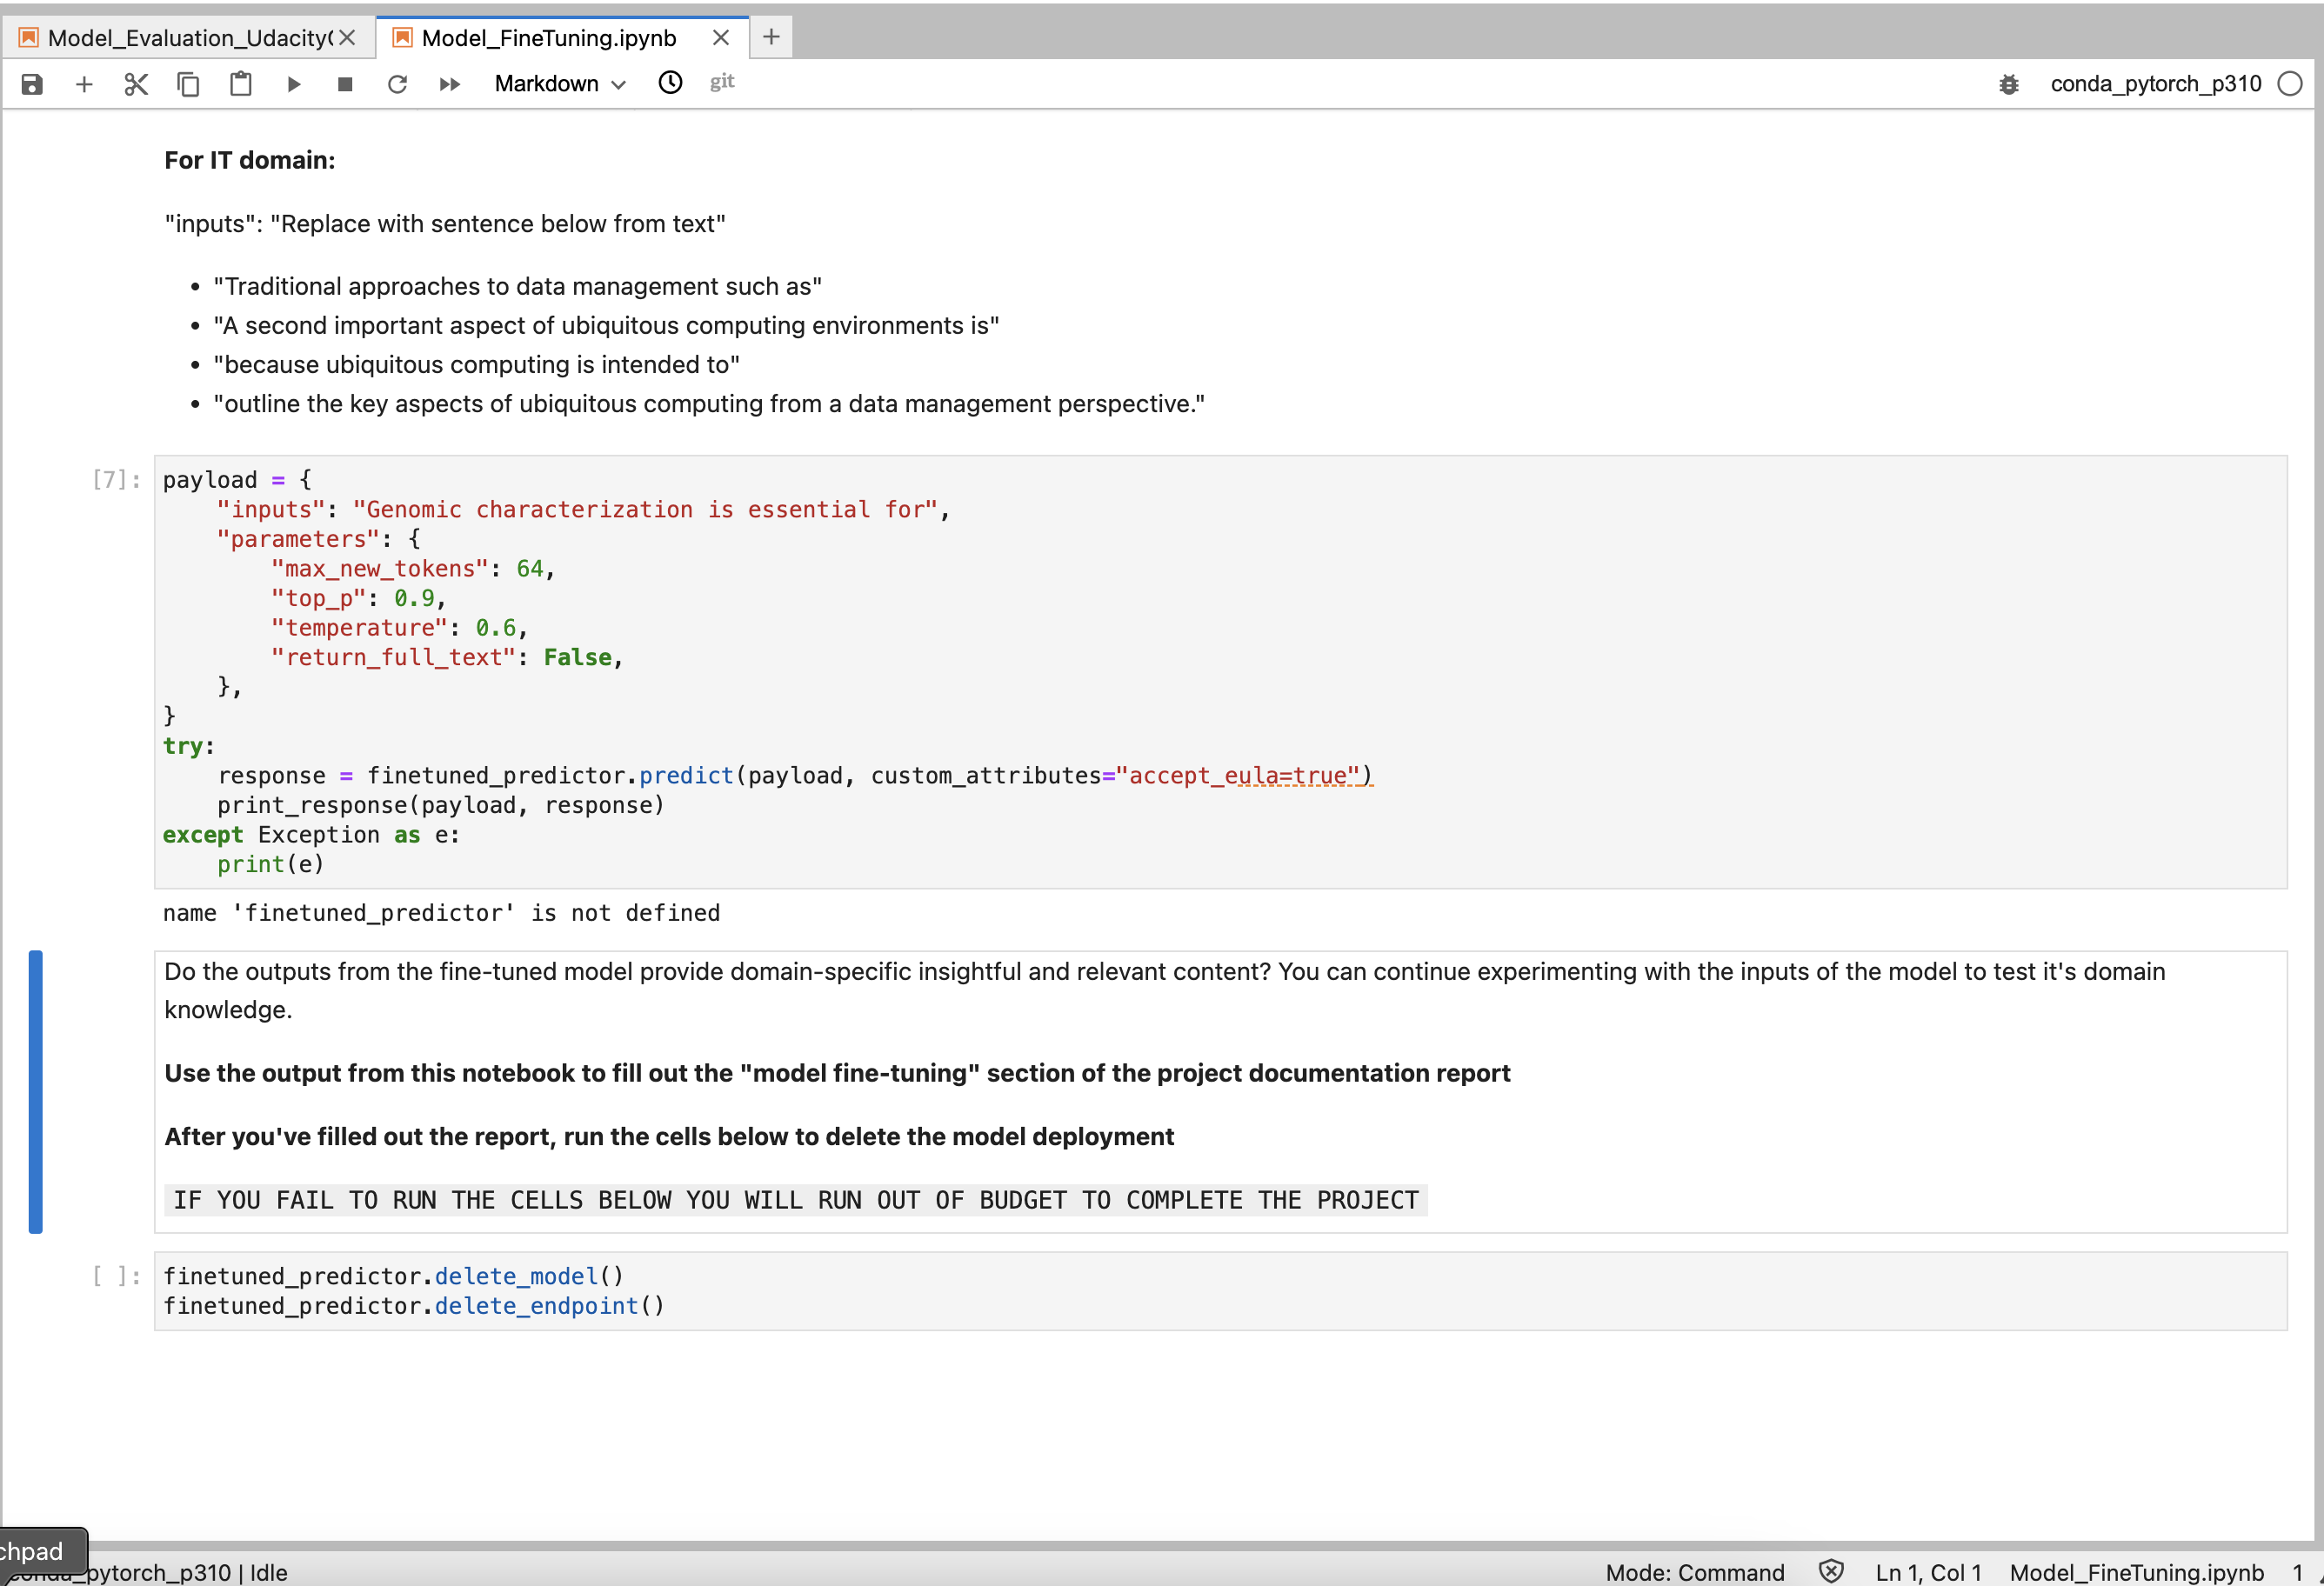 Model_Evaluation_Udacity
Model_FineTuning.ipynb
Markdown
git
conda_pytorch_p310
For IT domain:
"inputs": "Replace with sentence below from text"
• "Traditional approaches to data management such as"
• "A second important aspect of ubiquitous computing environments is"
• "because ubiquitous computing is intended to"
• "outline the key aspects of ubiquitous computing from a data management perspective."
[7]:
payload = {
    "inputs": "Genomic characterization is essential for",
    "parameters": {
        "max_new_tokens": 64,
        "top_p": 0.9,
        "temperature": 0.6,
        "return_full_text": False,
    },
}
try:
    response = finetuned_predictor.predict(payload, custom_attributes="accept_eula=true")
    print_response(payload, response)
except Exception as e:
    print(e)
name 'finetuned_predictor' is not defined
Do the outputs from the fine-tuned model provide domain-specific insightful and relevant content? You can continue experimenting with the inputs of the model to test it's domain
knowledge.
Use the output from this notebook to fill out the "model fine-tuning" section of the project documentation report
After you've filled out the report, run the cells below to delete the model deployment
IF YOU FAIL TO RUN THE CELLS BELOW YOU WILL RUN OUT OF BUDGET TO COMPLETE THE PROJECT
[ ]:
finetuned_predictor.delete_model()
finetuned_predictor.delete_endpoint()
chpad
pytorch_p310 | Idle
Mode: Command
Ln 1, Col 1
Model_FineTuning.ipynb
1